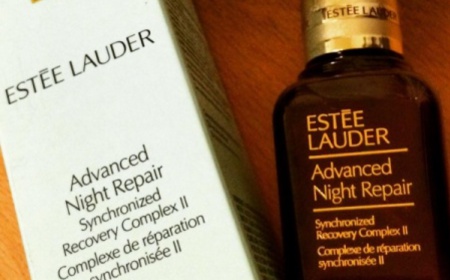 ESTĒE LAUDER
Advanced
Night Repair
Synchronized
Recovery Complex II
Complexe de réparation
synchronisée II
ESTĒE LAUDER
ESTĒE
LAUDER
Advanced
Night Repair
Synchronized
Recovery Complex II
Complexe de réparation
synchronisée II